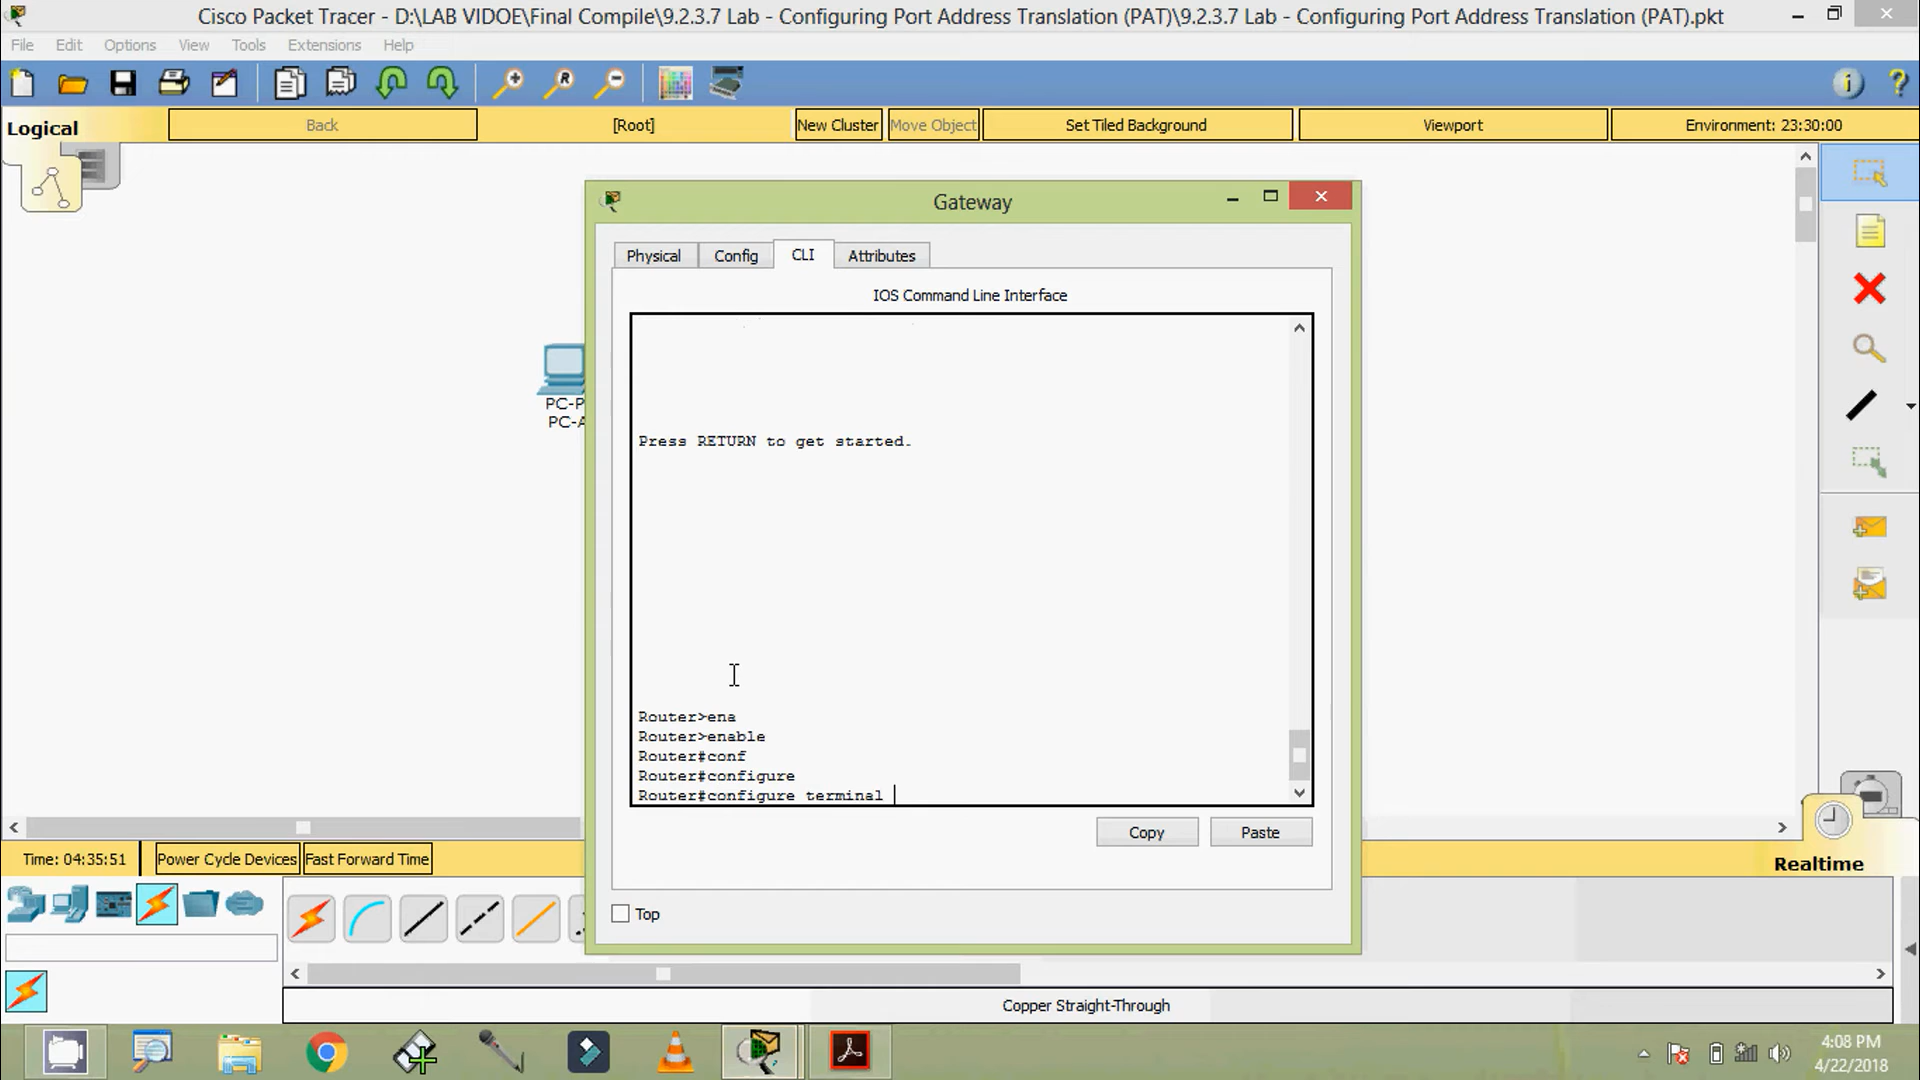 Cisco Packet Tracer - D:\LAB VIDOE\Final Compile\9.2.3.7 Lab - Configuring Port Address Translation (PAT)\9.2.3.7 Lab - Configuring Port Address Translation (PAT).pkt
File Edit Options View Tools Extensions Help
Logical Back [Root] New Cluster Move Object Set Tiled Background Viewport Environment: 23:30:00
Gateway
Physical Config CLI Attributes
IOS Command Line Interface
PC-P
PC-A
Press RETURN to get started.
Router>ena
Router>enable
Router#conf
Router#configure
Router#configure terminal
Copy Paste
Time: 04:35:51 Power Cycle Devices Fast Forward Time Realtime
Top
Copper Straight-Through
4:08 PM
4/22/2018